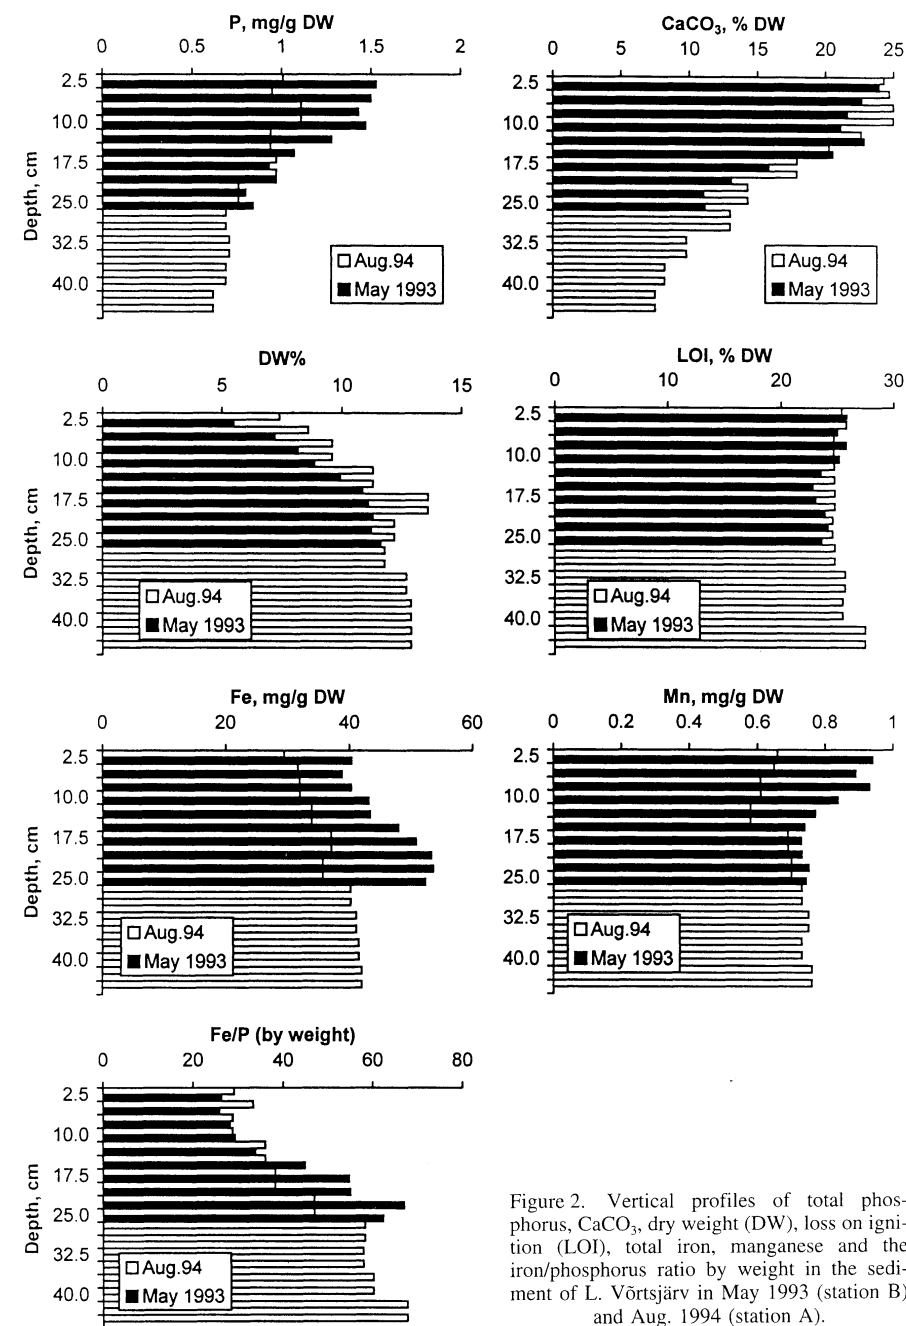 P, mg/g DW
0 0.5 1 1.5 2
2.5
10.0
17.5
25.0
32.5
40.0
Depth, cm
Aug.94
May 1993
CaCO₃, % DW
0 5 10 15 20 25
2.5
10.0
17.5
25.0
32.5
40.0
Aug.94
May 1993
DW%
0 5 10 15
2.5
10.0
17.5
25.0
32.5
40.0
Depth, cm
Aug.94
May 1993
LOI, % DW
0 10 20 30
2.5
10.0
17.5
25.0
32.5
40.0
Aug.94
May 1993
Fe, mg/g DW
0 20 40 60
2.5
10.0
17.5
25.0
32.5
40.0
Depth, cm
Aug.94
May 1993
Mn, mg/g DW
0 0.2 0.4 0.6 0.8 1
2.5
10.0
17.5
25.0
32.5
40.0
Aug.94
May 1993
Fe/P (by weight)
0 20 40 60 80
2.5
10.0
17.5
25.0
32.5
40.0
Depth, cm
Aug.94
May 1993
Figure 2. Vertical profiles of total phos-
phorus, CaCO₃, dry weight (DW), loss on igni-
tion (LOI), total iron, manganese and the
iron/phosphorus ratio by weight in the sedi-
ment of L. Võrtsjärv in May 1993 (station B)
and Aug. 1994 (station A).